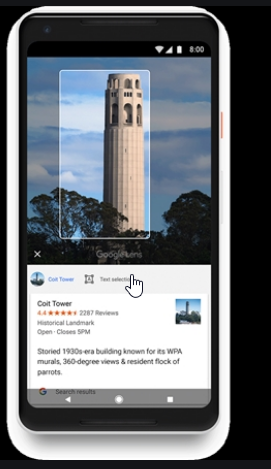 8:00
Google Lens
Coit Tower
Text selection
Coit Tower
4.4 ★★★★★ 2287 Reviews
Historical Landmark
Open · Closes 5PM
Storied 1930s-era building known for its WPA
murals, 360-degree views & resident flock of
parrots.
G Search results